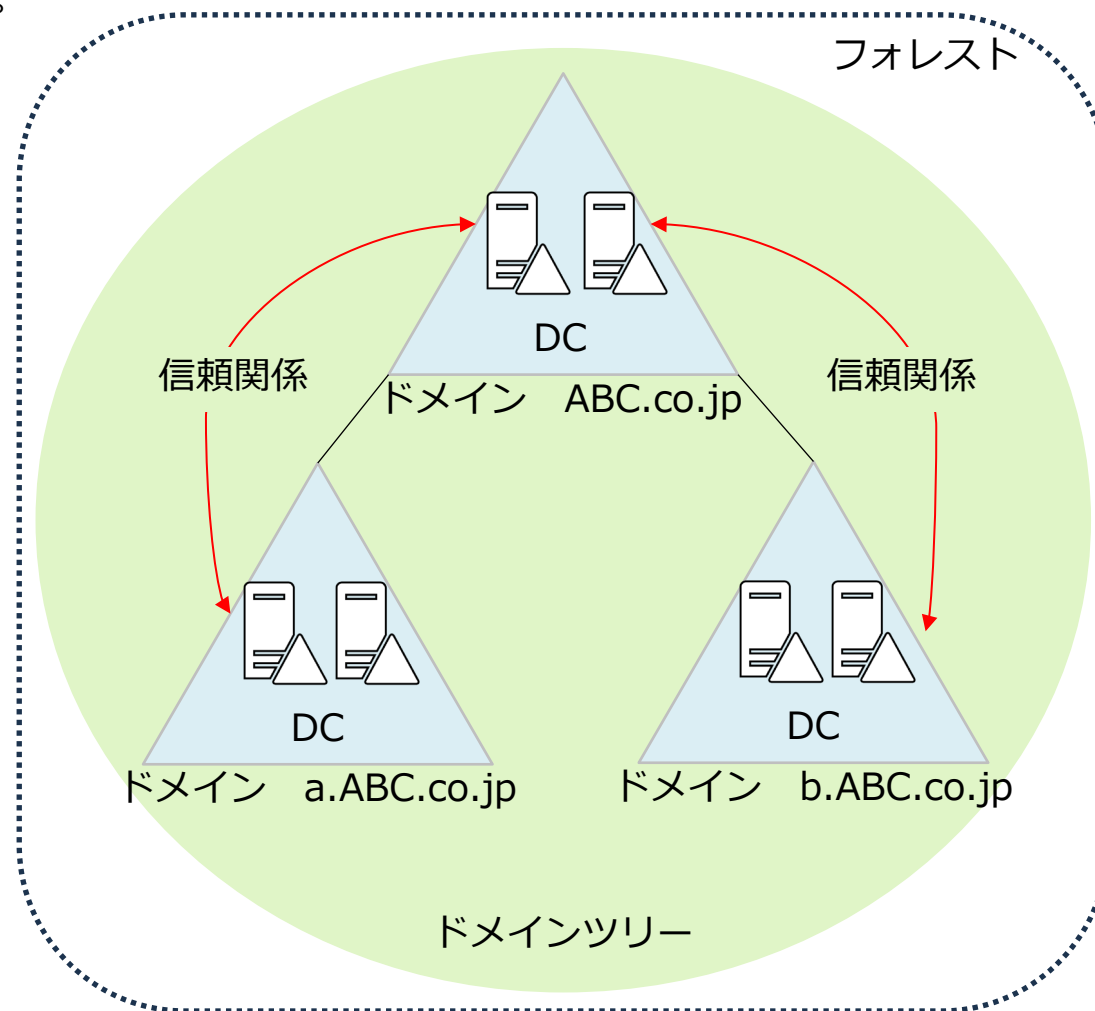 。
フォレスト
DC
信頼関係
信頼関係
ドメイン　ABC.co.jp
DC
DC
ドメイン　a.ABC.co.jp
ドメイン　b.ABC.co.jp
ドメインツリー